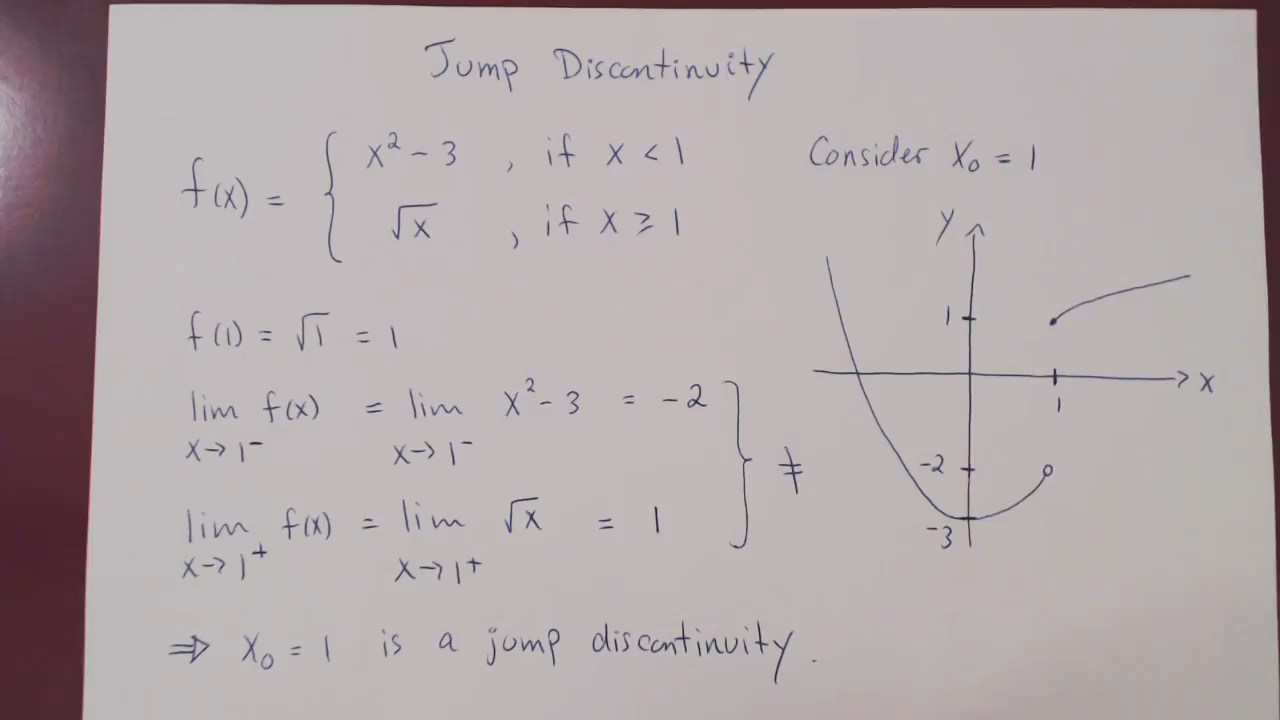 Jump Discontinuity
f(x) = { x² - 3 , if x < 1
√x , if x ≥ 1
Consider x₀ = 1
f(1) = √1 = 1
lim f(x) = lim x² - 3 = -2
x→1⁻ x→1⁻
lim f(x) = lim √x = 1
x→1⁺ x→1⁺
} ≠
⇒ x₀ = 1 is a jump discontinuity.
y
1
x
1
-2
-3